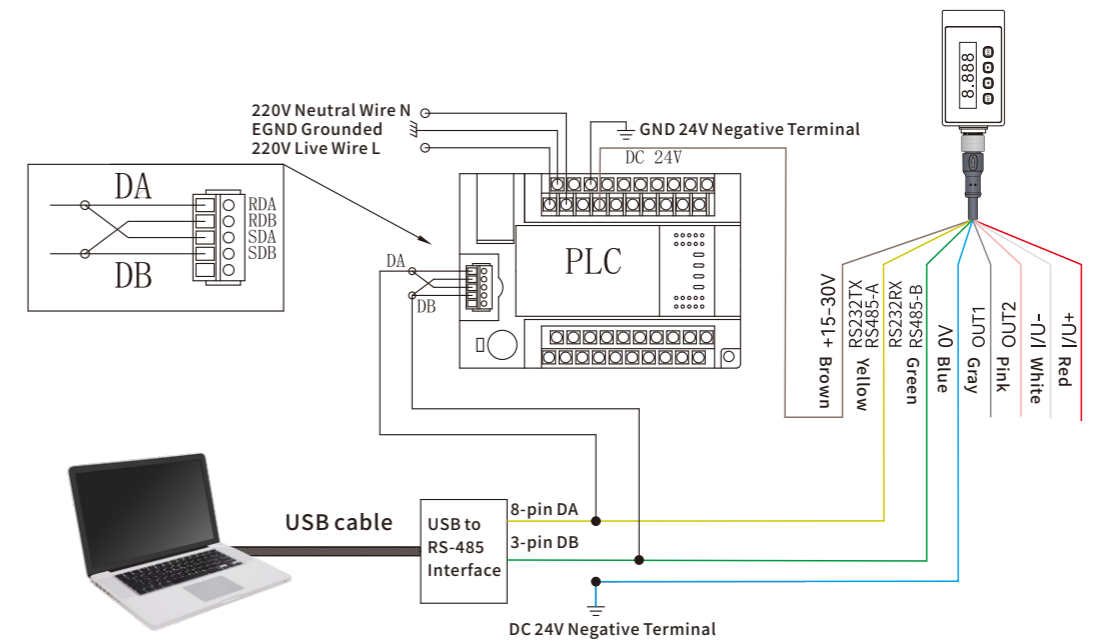 8.888
220V Neutral Wire N
EGND Grounded
220V Live Wire L
GND 24V Negative Terminal
DC 24V
DA
DB
RDA
RDB
SDA
SDB
PLC
DA
DB
Brown +15-30V
RS232TX
RS485-A
Yellow
RS232RX
RS485-B
Green
0V
Blue
OUT1
Gray
OUT2
Pink
-U/I White
+U/I Red
USB cable
USB to
RS-485
Interface
8-pin DA
3-pin DB
DC 24V Negative Terminal